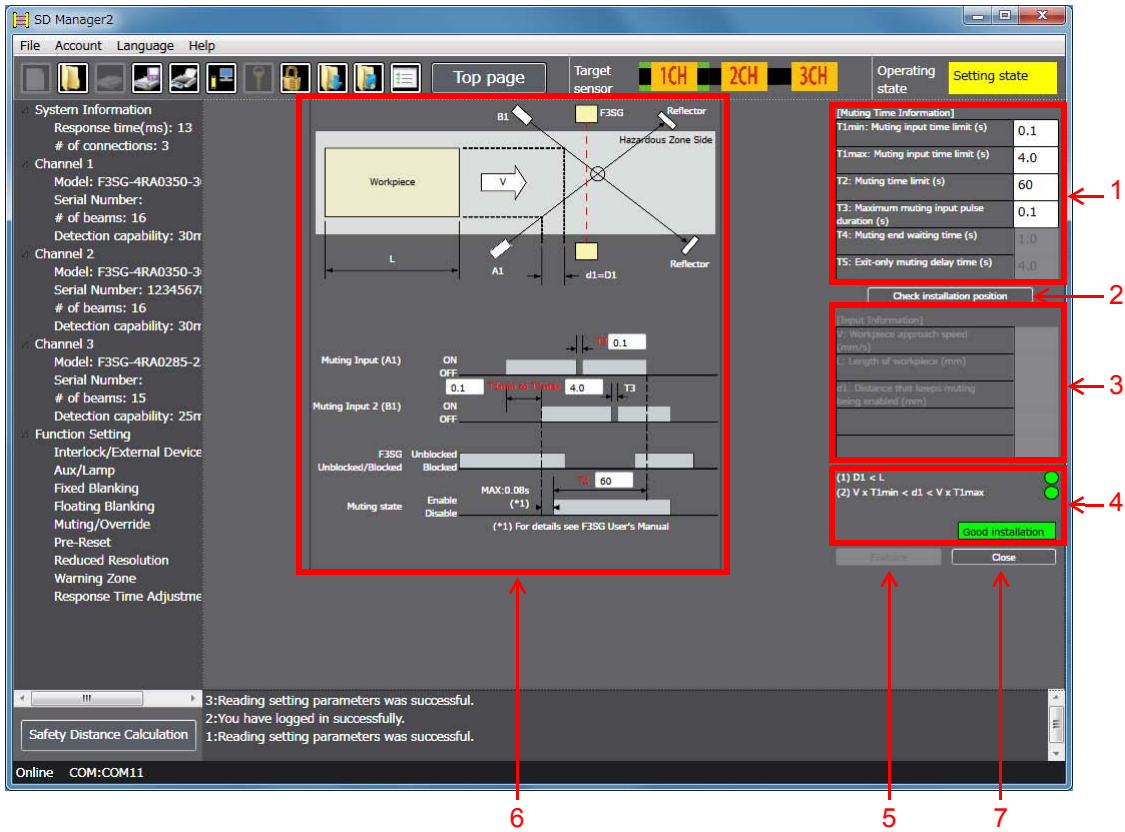 SD Manager2
File Account Language Help
Top page
Target sensor
1CH 2CH 3CH
Operating state
Setting state
System Information
Response time(ms): 13
# of connections: 3
Channel 1
Model: F3SG-4RA0350-3
Serial Number:
# of beams: 16
Detection capability: 30m
Channel 2
Model: F3SG-4RA0350-3
Serial Number: 1234567
# of beams: 16
Detection capability: 30m
Channel 3
Model: F3SG-4RA0285-2
Serial Number:
# of beams: 15
Detection capability: 25m
Function Setting
Interlock/External Device
Aux/Lamp
Fixed Blanking
Floating Blanking
Muting/Override
Pre-Reset
Reduced Resolution
Warning Zone
Response Time Adjustme
Safety Distance Calculation
B1
F3SG
Reflector
Hazardous Zone Side
Workpiece
V
L
A1
d1=D1
Reflector
0.1
Muting Input (A1)
ON
OFF
0.1
T1min to T1max
4.0
T3
Muting Input 2 (B1)
ON
OFF
F3SG
Unblocked/Blocked
Unblocked
Blocked
60
MAX:0.08s
(*1)
Muting state
Enable
Disable
(*1) For details see F3SG User's Manual
[Muting Time Information]
T1min: Muting input time limit (s)
0.1
T1max: Muting input time limit (s)
4.0
T2: Muting time limit (s)
60
T3: Maximum muting input pulse
duration (s)
0.1
T4: Muting end waiting time (s)
1.0
T5: Exit-only muting delay time (s)
4.0
Check installation position
[Input Information]
V: Workpiece approach speed
(mm/s)
L: Length of workpiece (mm)
d1: Distance that keeps muting
being enabled (mm)
(1) D1 < L
(2) V x T1min < d1 < V x T1max
Good installation
Close
3:Reading setting parameters was successful.
2:You have logged in successfully.
1:Reading setting parameters was successful.
Online COM:COM11
1
2
3
4
6
5
7